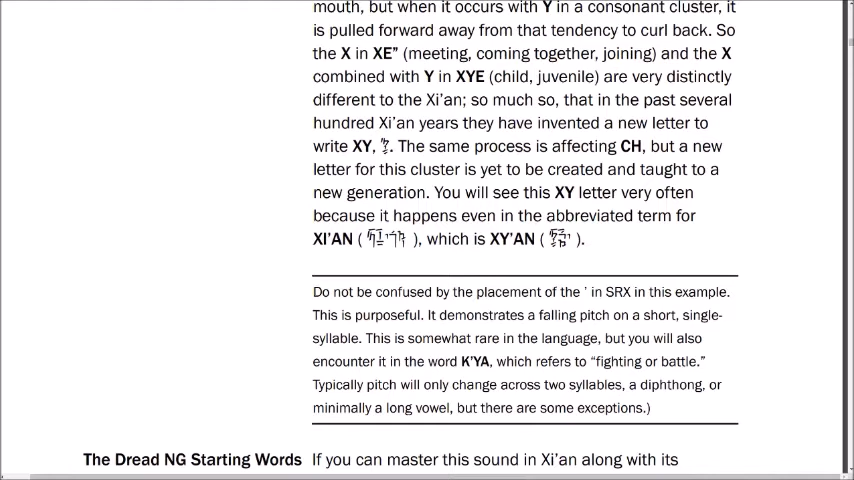 mouth, but when it occurs with Y in a consonant cluster, it
is pulled forward away from that tendency to curl back. So
the X in XE” (meeting, coming together, joining) and the X
combined with Y in XYE (child, juvenile) are very distinctly
different to the Xi’an; so much so, that in the past several
hundred Xi’an years they have invented a new letter to
write XY, . The same process is affecting CH, but a new
letter for this cluster is yet to be created and taught to a
new generation. You will see this XY letter very often
because it happens even in the abbreviated term for
XI’AN ( ), which is XY’AN ( ).
Do not be confused by the placement of the ’ in SRX in this example.
This is purposeful. It demonstrates a falling pitch on a short, single-
syllable. This is somewhat rare in the language, but you will also
encounter it in the word K’YA, which refers to “fighting or battle.”
Typically pitch will only change across two syllables, a diphthong, or
minimally a long vowel, but there are some exceptions.)
The Dread NG Starting Words If you can master this sound in Xi’an along with its